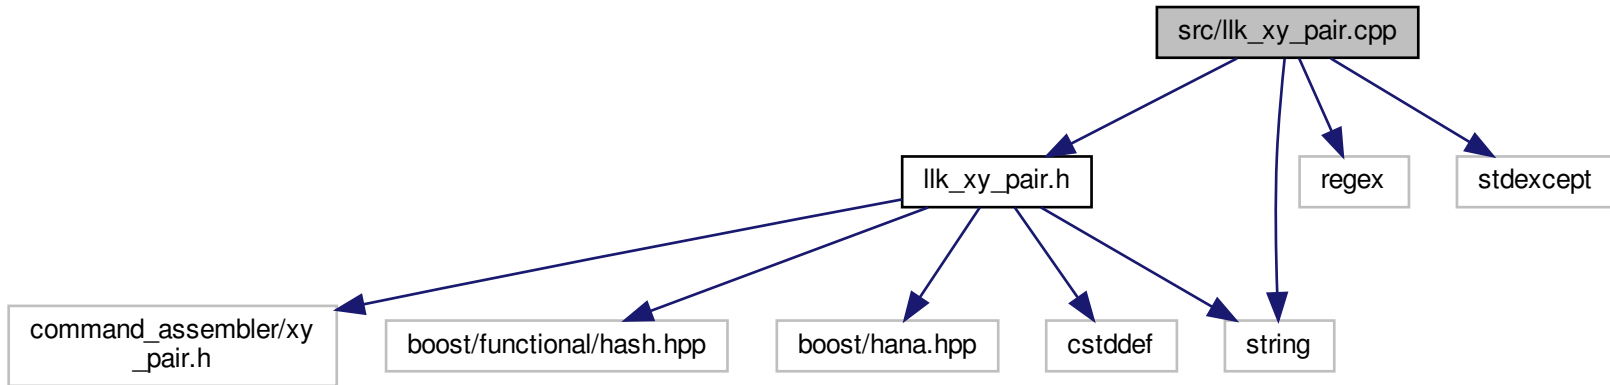 src/llk_xy_pair.cpp
llk_xy_pair.h
regex
stdexcept
command_assembler/xy
_pair.h
boost/functional/hash.hpp
boost/hana.hpp
cstddef
string